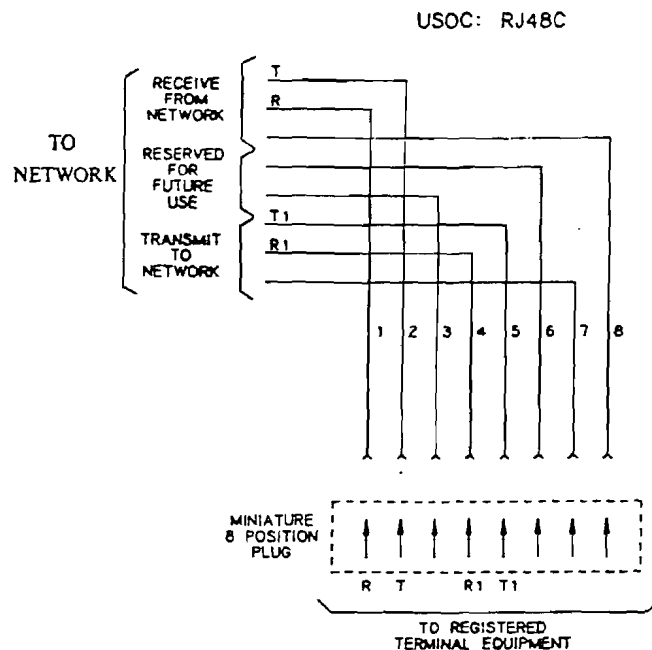 USOC: RJ48C
TO
NETWORK
RECEIVE
FROM
NETWORK
RESERVED
FOR
FUTURE
USE
TRANSMIT
TO
NETWORK
T
R
T1
R1
1 2 3 4 5 6 7 8
MINIATURE
8 POSITION
PLUG
R T R1 T1
TO REGISTERED
TERMINAL EQUIPMENT